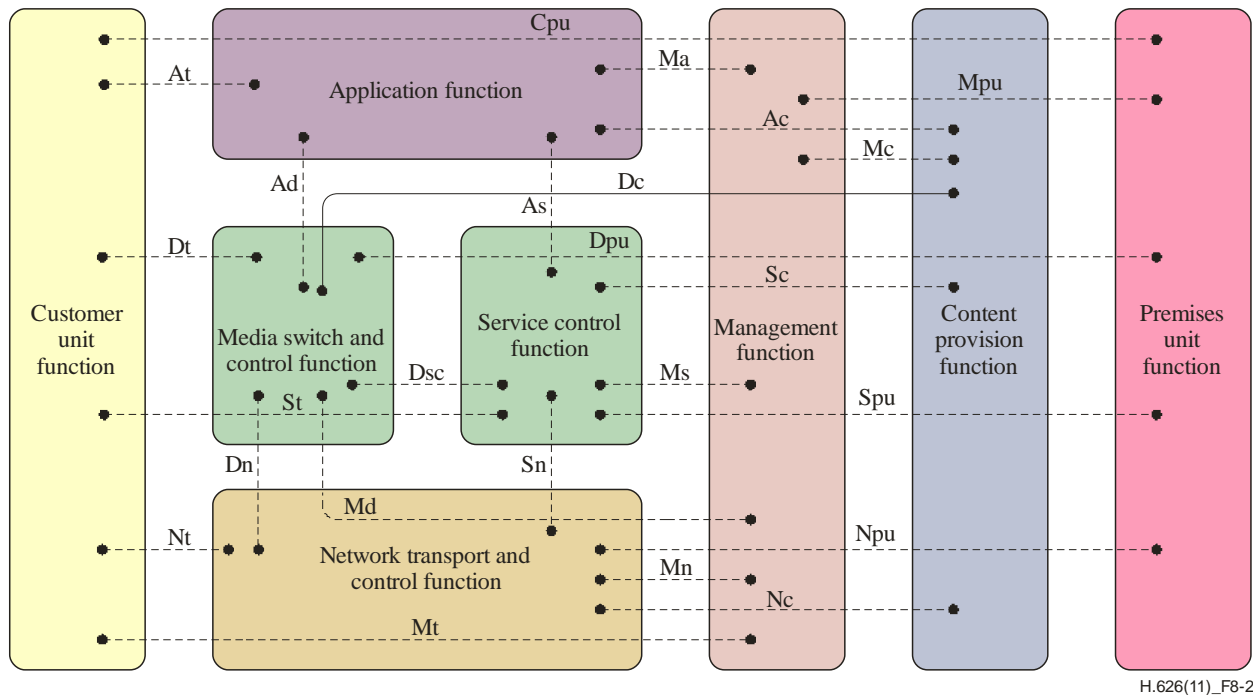 Cpu
At
Ma
Application function
Mpu
Ac
Mc
Ad
Dc
As
Dt
Dpu
Sc
Customer
unit
function
Media switch and
control function
Service control
function
Management
function
Content
provision
function
Premises
unit
function
Dsc
Ms
St
Spu
Dn
Sn
Md
Nt
Network transport and
control function
Npu
Mn
Nc
Mt
H.626(11)_F8-2